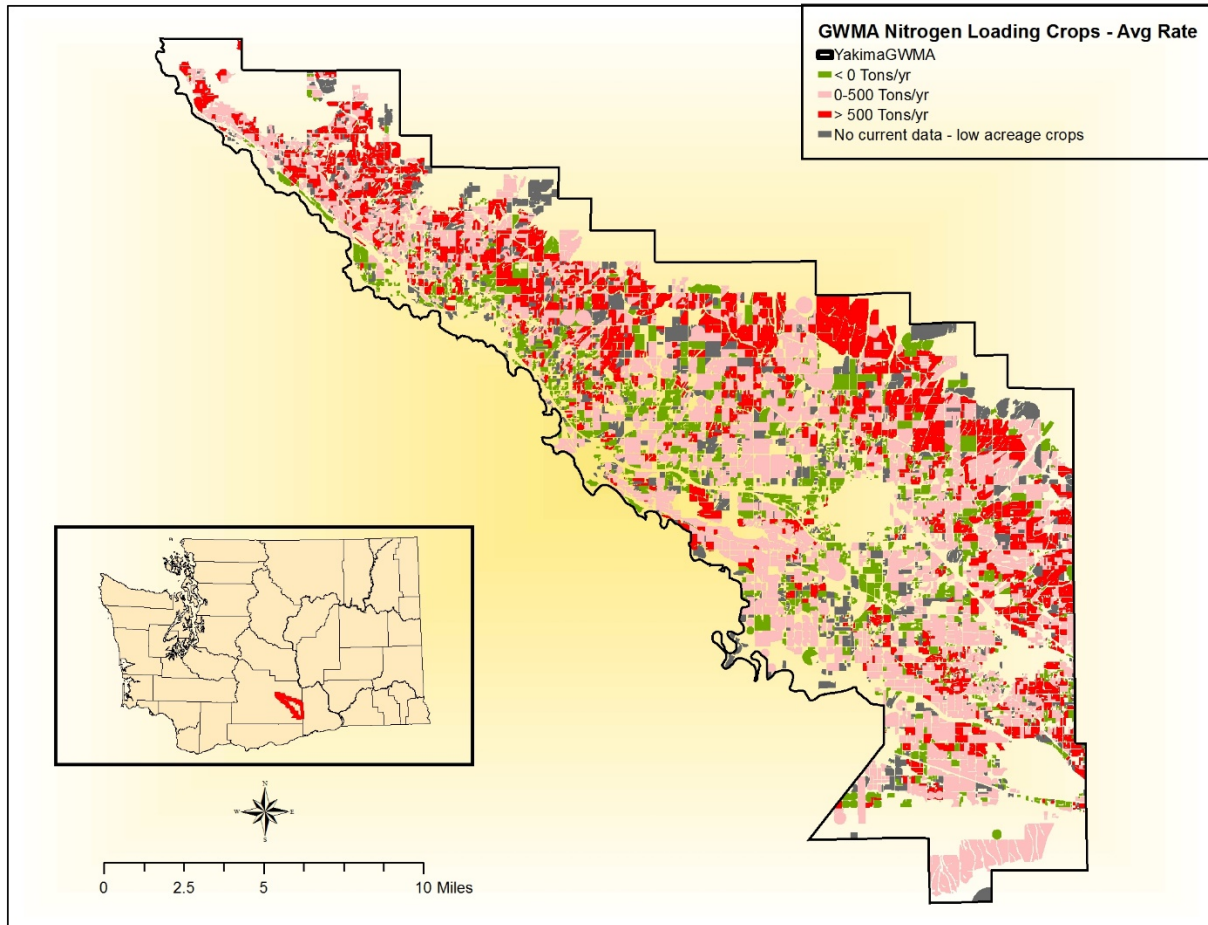 GWMA Nitrogen Loading Crops - Avg Rate
YakimaGWMA
< 0 Tons/yr
0-500 Tons/yr
> 500 Tons/yr
No current data - low acreage crops
N
W E
S
0 2.5 5 10 Miles